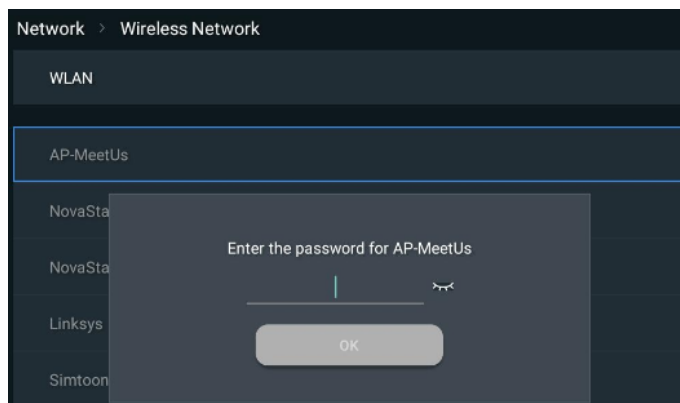 Network > Wireless Network
WLAN
AP-MeetUs
NovaSta
Enter the password for AP-MeetUs
NovaSta
Linksys
OK
Simtoon